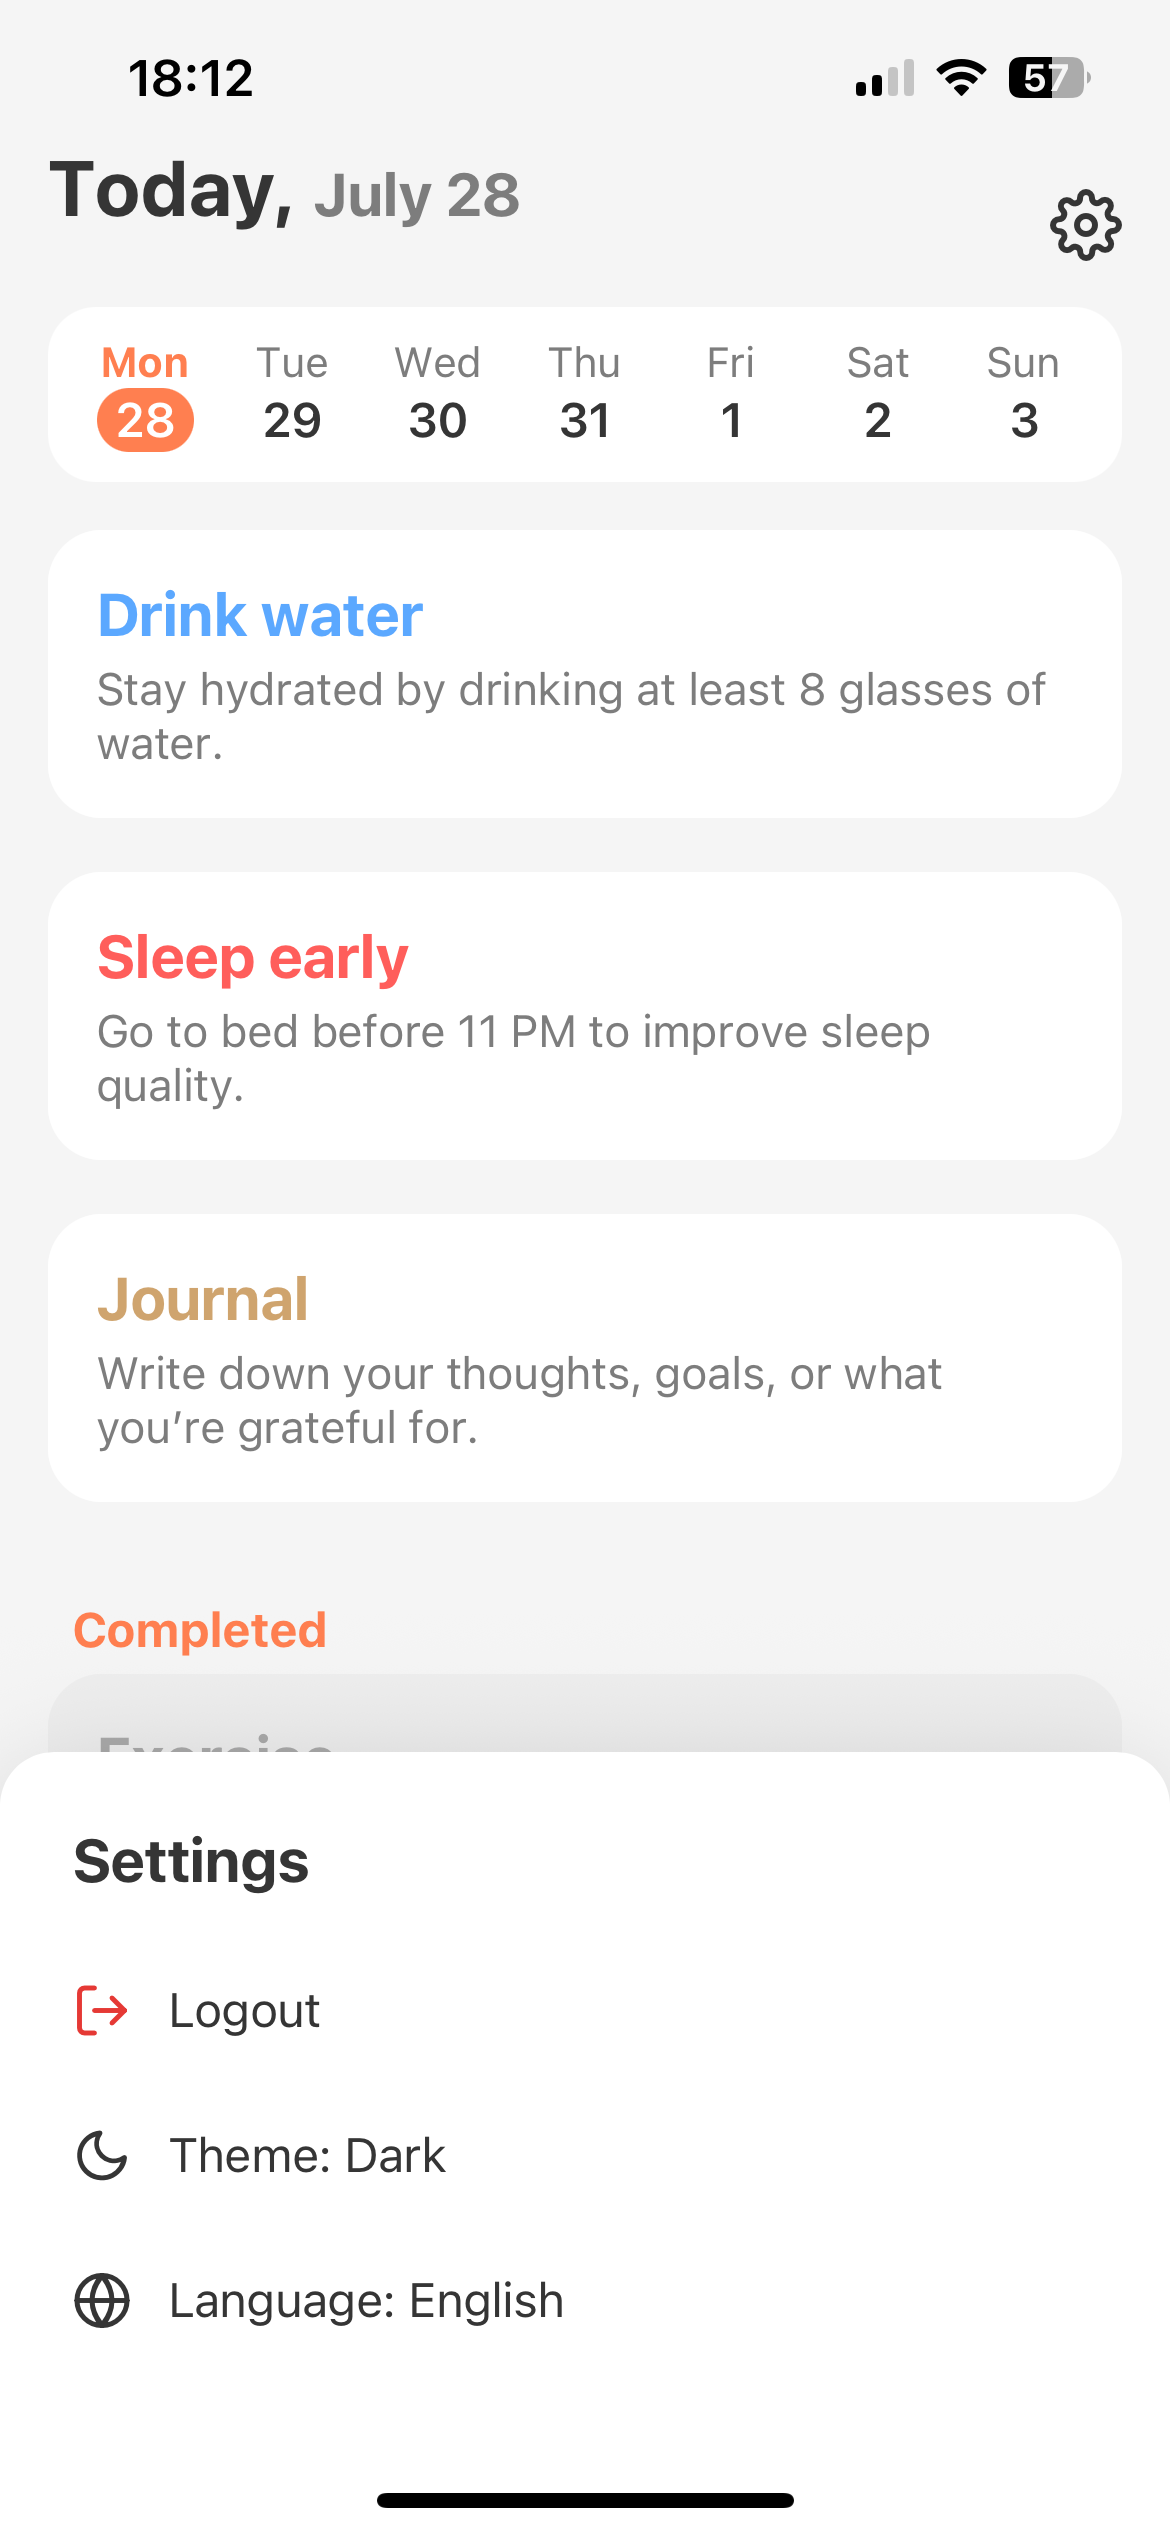 18:12
57
Today, July 28
Mon Tue Wed Thu Fri Sat Sun
28 29 30 31 1 2 3
Drink water
Stay hydrated by drinking at least 8 glasses of
water.
Sleep early
Go to bed before 11 PM to improve sleep
quality.
Journal
Write down your thoughts, goals, or what
you’re grateful for.
Completed
Exercise
Settings
Logout
Theme: Dark
Language: English